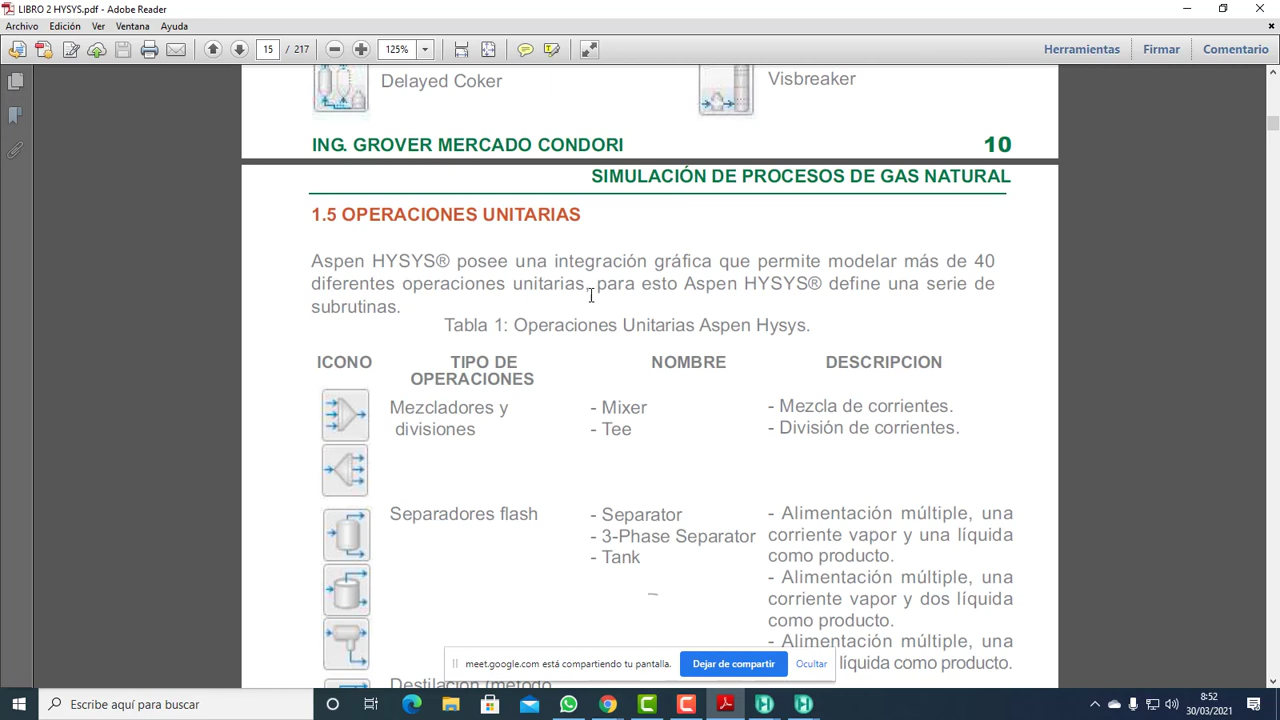 LIBRO 2 HYSYS.pdf - Adobe Reader
Archivo Edición Ver Ventana Ayuda
15 / 217 125% Herramientas Firmar Comentario
Delayed Coker Visbreaker
ING. GROVER MERCADO CONDORI 10
SIMULACIÓN DE PROCESOS DE GAS NATURAL
1.5 OPERACIONES UNITARIAS
Aspen HYSYS® posee una integración gráfica que permite modelar más de 40
diferentes operaciones unitarias, para esto Aspen HYSYS® define una serie de
subrutinas.
Tabla 1: Operaciones Unitarias Aspen Hysys.
ICONO TIPO DE OPERACIONES NOMBRE DESCRIPCION
Mezcladores y - Mixer - Mezcla de corrientes.
divisiones - Tee - División de corrientes.
Separadores flash - Separator - Alimentación múltiple, una
- 3-Phase Separator corriente vapor y una líquida
- Tank como producto.
- Alimentación múltiple, una
corriente vapor y dos líquida
como producto.
- Alimentación múltiple, una
líquida como producto.
meet.google.com está compartiendo tu pantalla. Dejar de compartir Ocultar
Destilación (metodo
Escribe aquí para buscar
8:52
30/03/2021